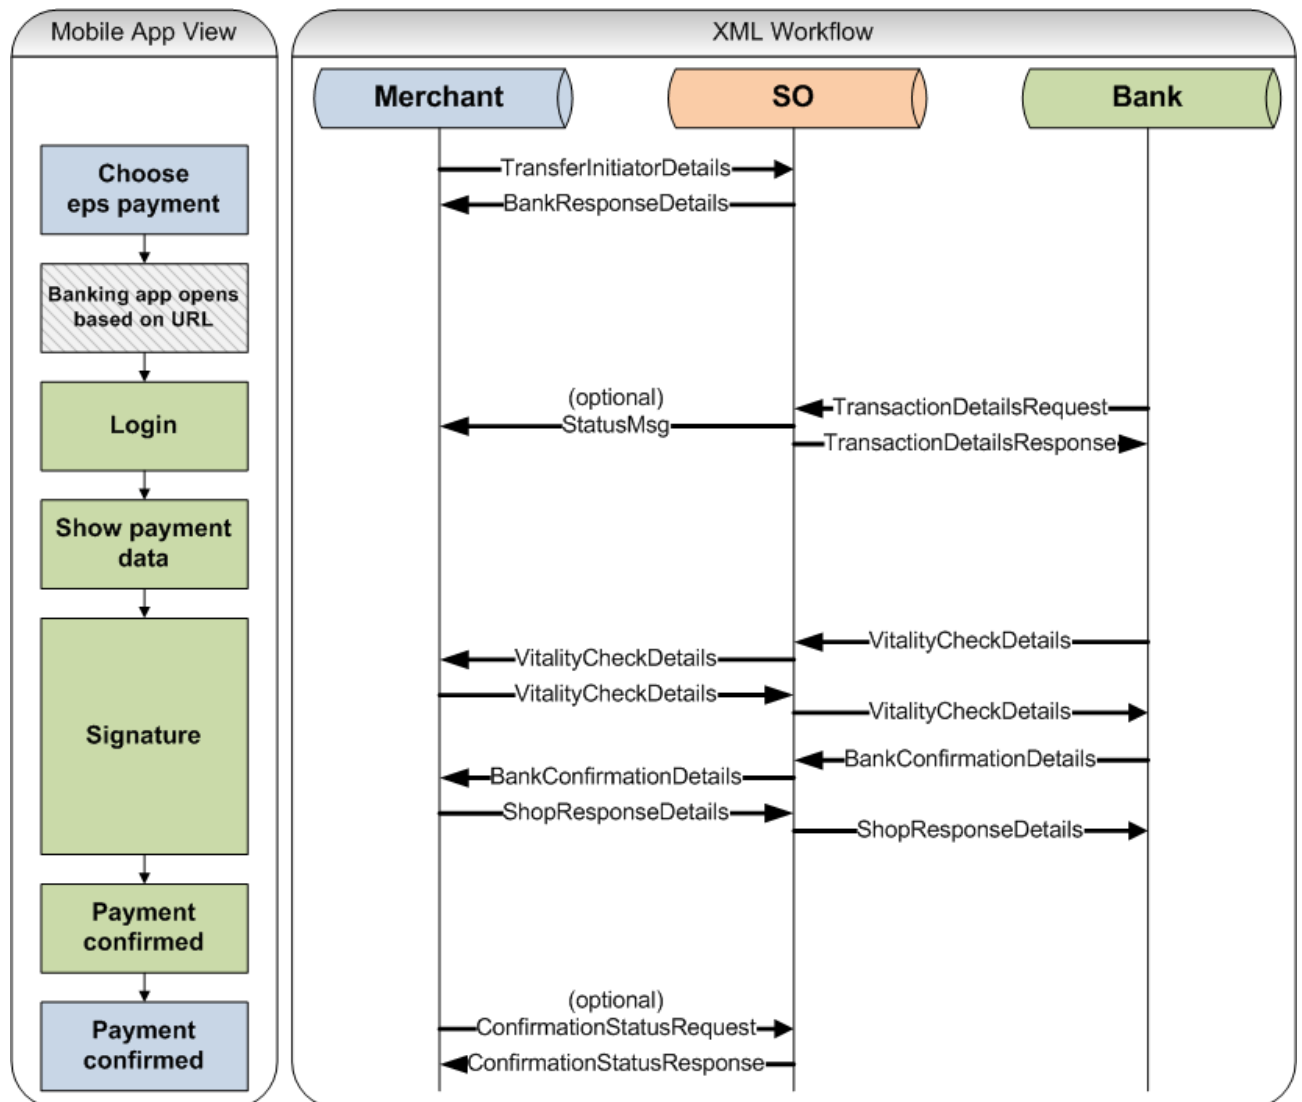 Mobile App View
XML Workflow
Merchant
SO
Bank
Choose
eps payment
Banking app opens
based on URL
Login
Show payment
data
Signature
Payment
confirmed
Payment
confirmed
TransferInitiatorDetails
BankResponseDetails
TransactionDetailsRequest
(optional)
StatusMsg
TransactionDetailsResponse
VitalityCheckDetails
VitalityCheckDetails
VitalityCheckDetails
VitalityCheckDetails
BankConfirmationDetails
BankConfirmationDetails
ShopResponseDetails
ShopResponseDetails
(optional)
ConfirmationStatusRequest
ConfirmationStatusResponse